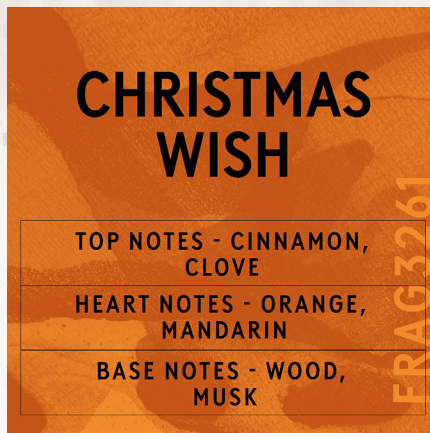 CHRISTMAS
WISH
TOP NOTES - CINNAMON,
CLOVE
HEART NOTES - ORANGE,
MANDARIN
BASE NOTES - WOOD,
MUSK
FRAG3261